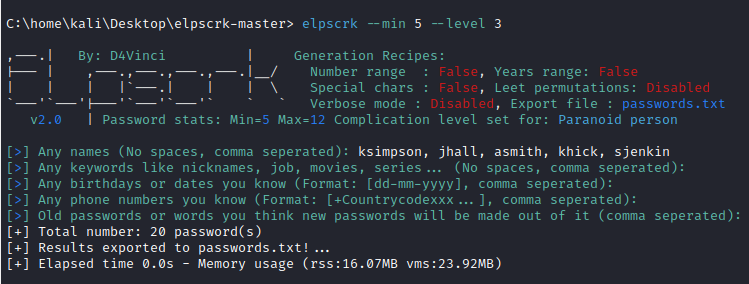 C:\home\kali\Desktop\elpscrk-master> elpscrk --min 5 --level 3
By: D4Vinci | Generation Recipes:
Number range : False, Years range: False
Special chars : False, Leet permutations: Disabled
Verbose mode : Disabled, Export file : passwords.txt
v2.0 | Password stats: Min=5 Max=12 Complication level set for: Paranoid person
[>] Any names (No spaces, comma seperated): ksimpson, jhall, asmith, khick, sjenkin
[>] Any keywords like nicknames, job, movies, series... (No spaces, comma seperated):
[>] Any birthdays or dates you know (Format: [dd-mm-yyyy], comma seperated):
[>] Any phone numbers you know (Format: [+Countrycodexxx...], comma seperated):
[>] Old passwords or words you think new passwords will be made out of it (comma seperated):
[+] Total number: 20 password(s)
[+] Results exported to passwords.txt!...
[+] Elapsed time 0.0s - Memory usage (rss:16.07MB vms:23.92MB)